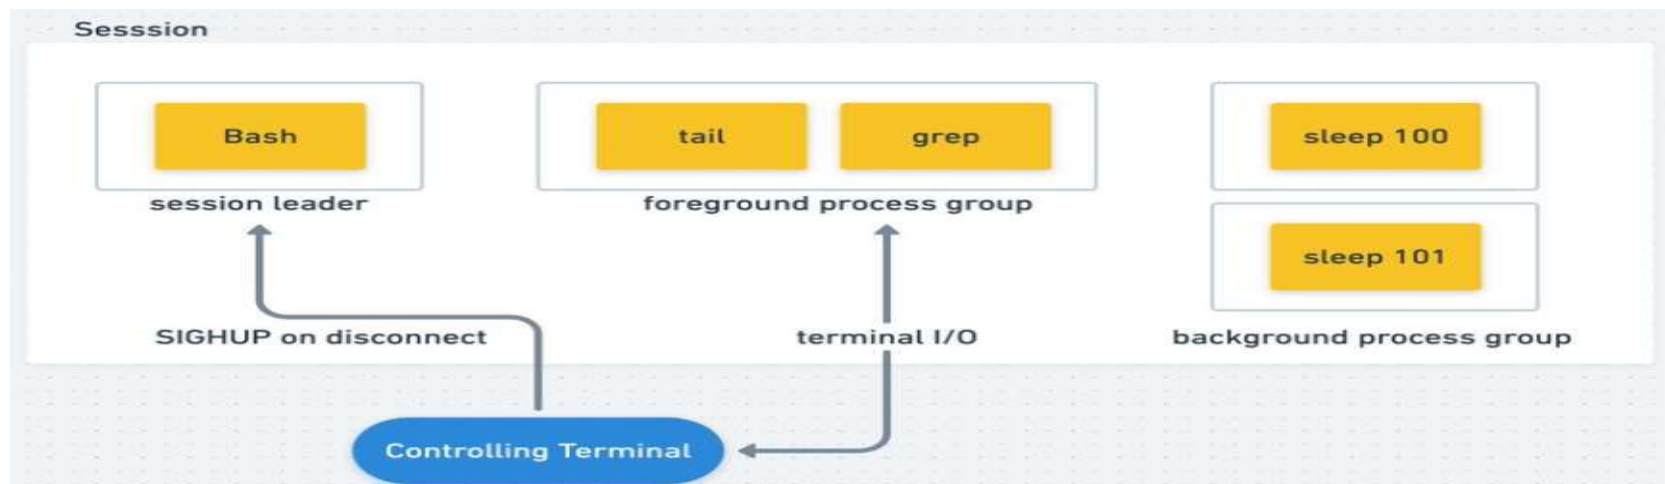 Sesssion
Bash
tail
grep
sleep 100
session leader
foreground process group
sleep 101
SIGHUP on disconnect
terminal I/O
background process group
Controlling Terminal